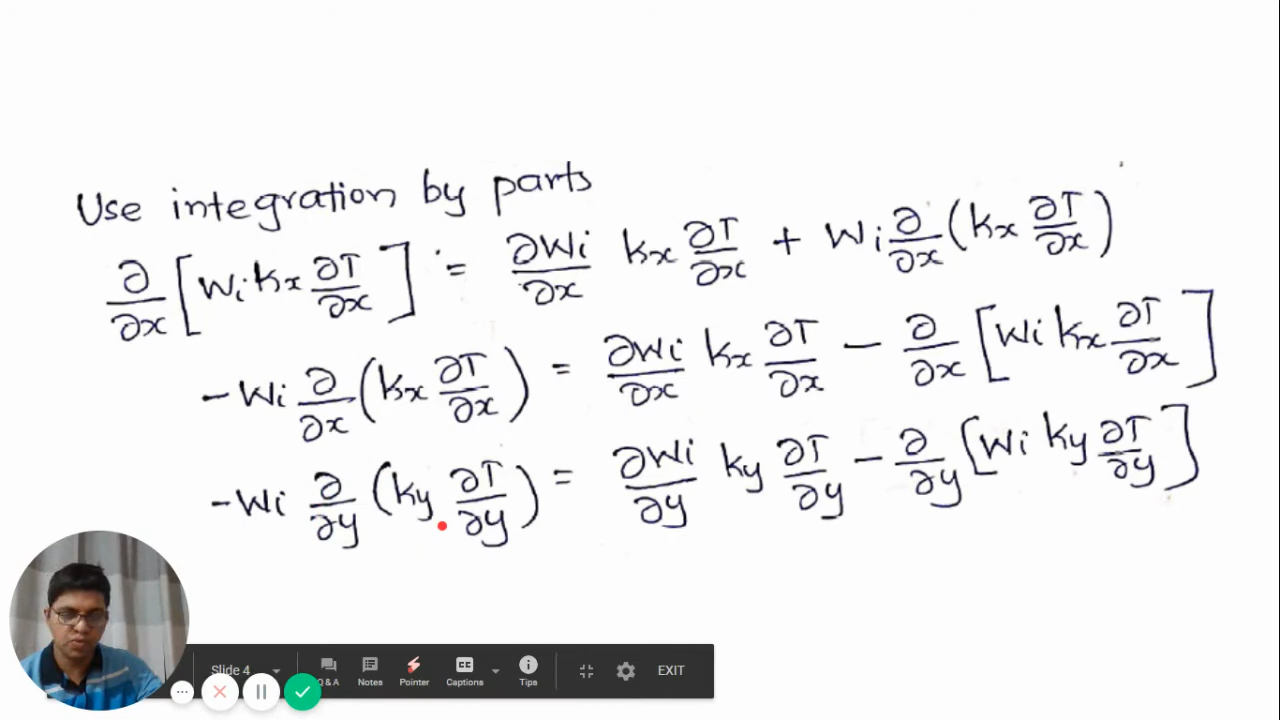 Use integration by parts
∂/∂x [Wi kx ∂T/∂x] = ∂Wi/∂x kx ∂T/∂x + Wi ∂/∂x (kx ∂T/∂x)
-Wi ∂/∂x (kx ∂T/∂x) = ∂Wi/∂x kx ∂T/∂x − ∂/∂x [Wi kx ∂T/∂x]
-Wi ∂/∂y (ky ∂T/∂y) = ∂Wi/∂y ky ∂T/∂y − ∂/∂y [Wi ky ∂T/∂y]
Slide 4
Q & A Notes Pointer Captions Tips EXIT